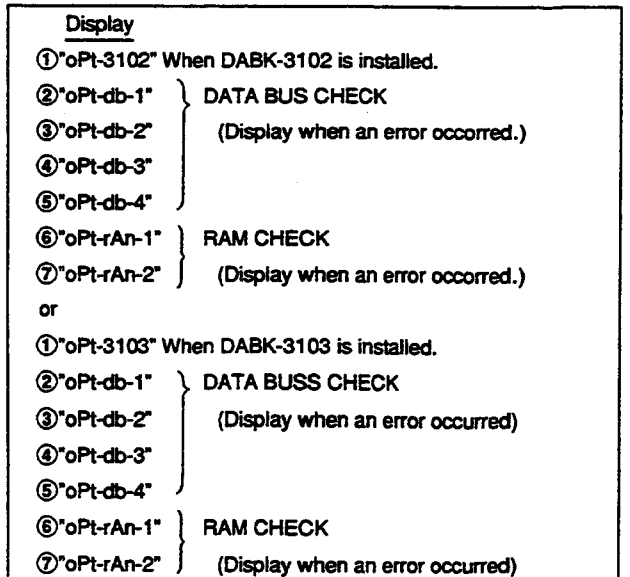 Display
①"oPt-3102" When DABK-3102 is installed.
②"oPt-db-1" DATA BUS CHECK
③"oPt-db-2" (Display when an error occorred.)
④"oPt-db-3"
⑤"oPt-db-4"
⑥"oPt-rAn-1" RAM CHECK
⑦"oPt-rAn-2" (Display when an error occorred.)
or
①"oPt-3103" When DABK-3103 is installed.
②"oPt-db-1" DATA BUSS CHECK
③"oPt-db-2" (Display when an error occurred)
④"oPt-db-3"
⑤"oPt-db-4"
⑥"oPt-rAn-1" RAM CHECK
⑦"oPt-rAn-2" (Display when an error occurred)